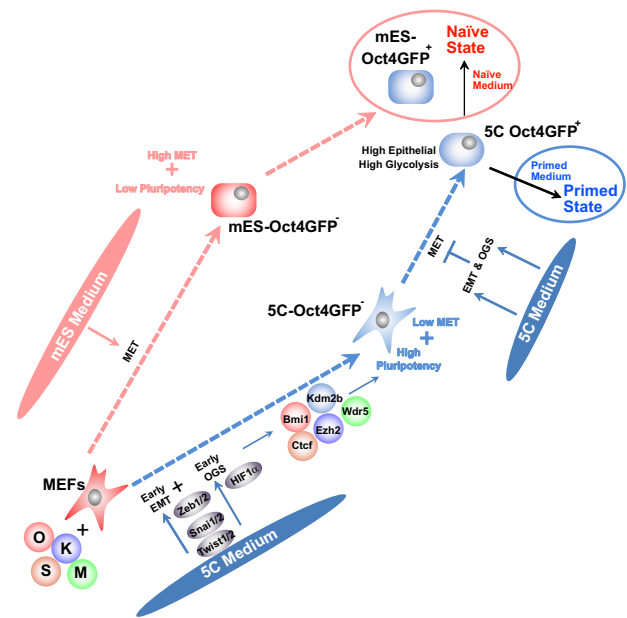 mES-
Oct4GFP+
Naïve
State
Naïve
Medium
5C Oct4GFP+
High Epithelial
High Glycolysis
Primed
Medium
Primed
State
High MET
+
Low Pluripotency
mES-Oct4GFP-
mES Medium
MET
MET
EMT & OGS
5C Medium
5C-Oct4GFP-
Low MET
+
High
Pluripotency
Kdm2b
Wdr5
Bmi1
Ezh2
Ctcf
MEFs
+
O
K
S
M
Early
EMT
+
Early
OGS
HIF1α
Zeb1/2
Snai1/2
Twist1/2
5C Medium